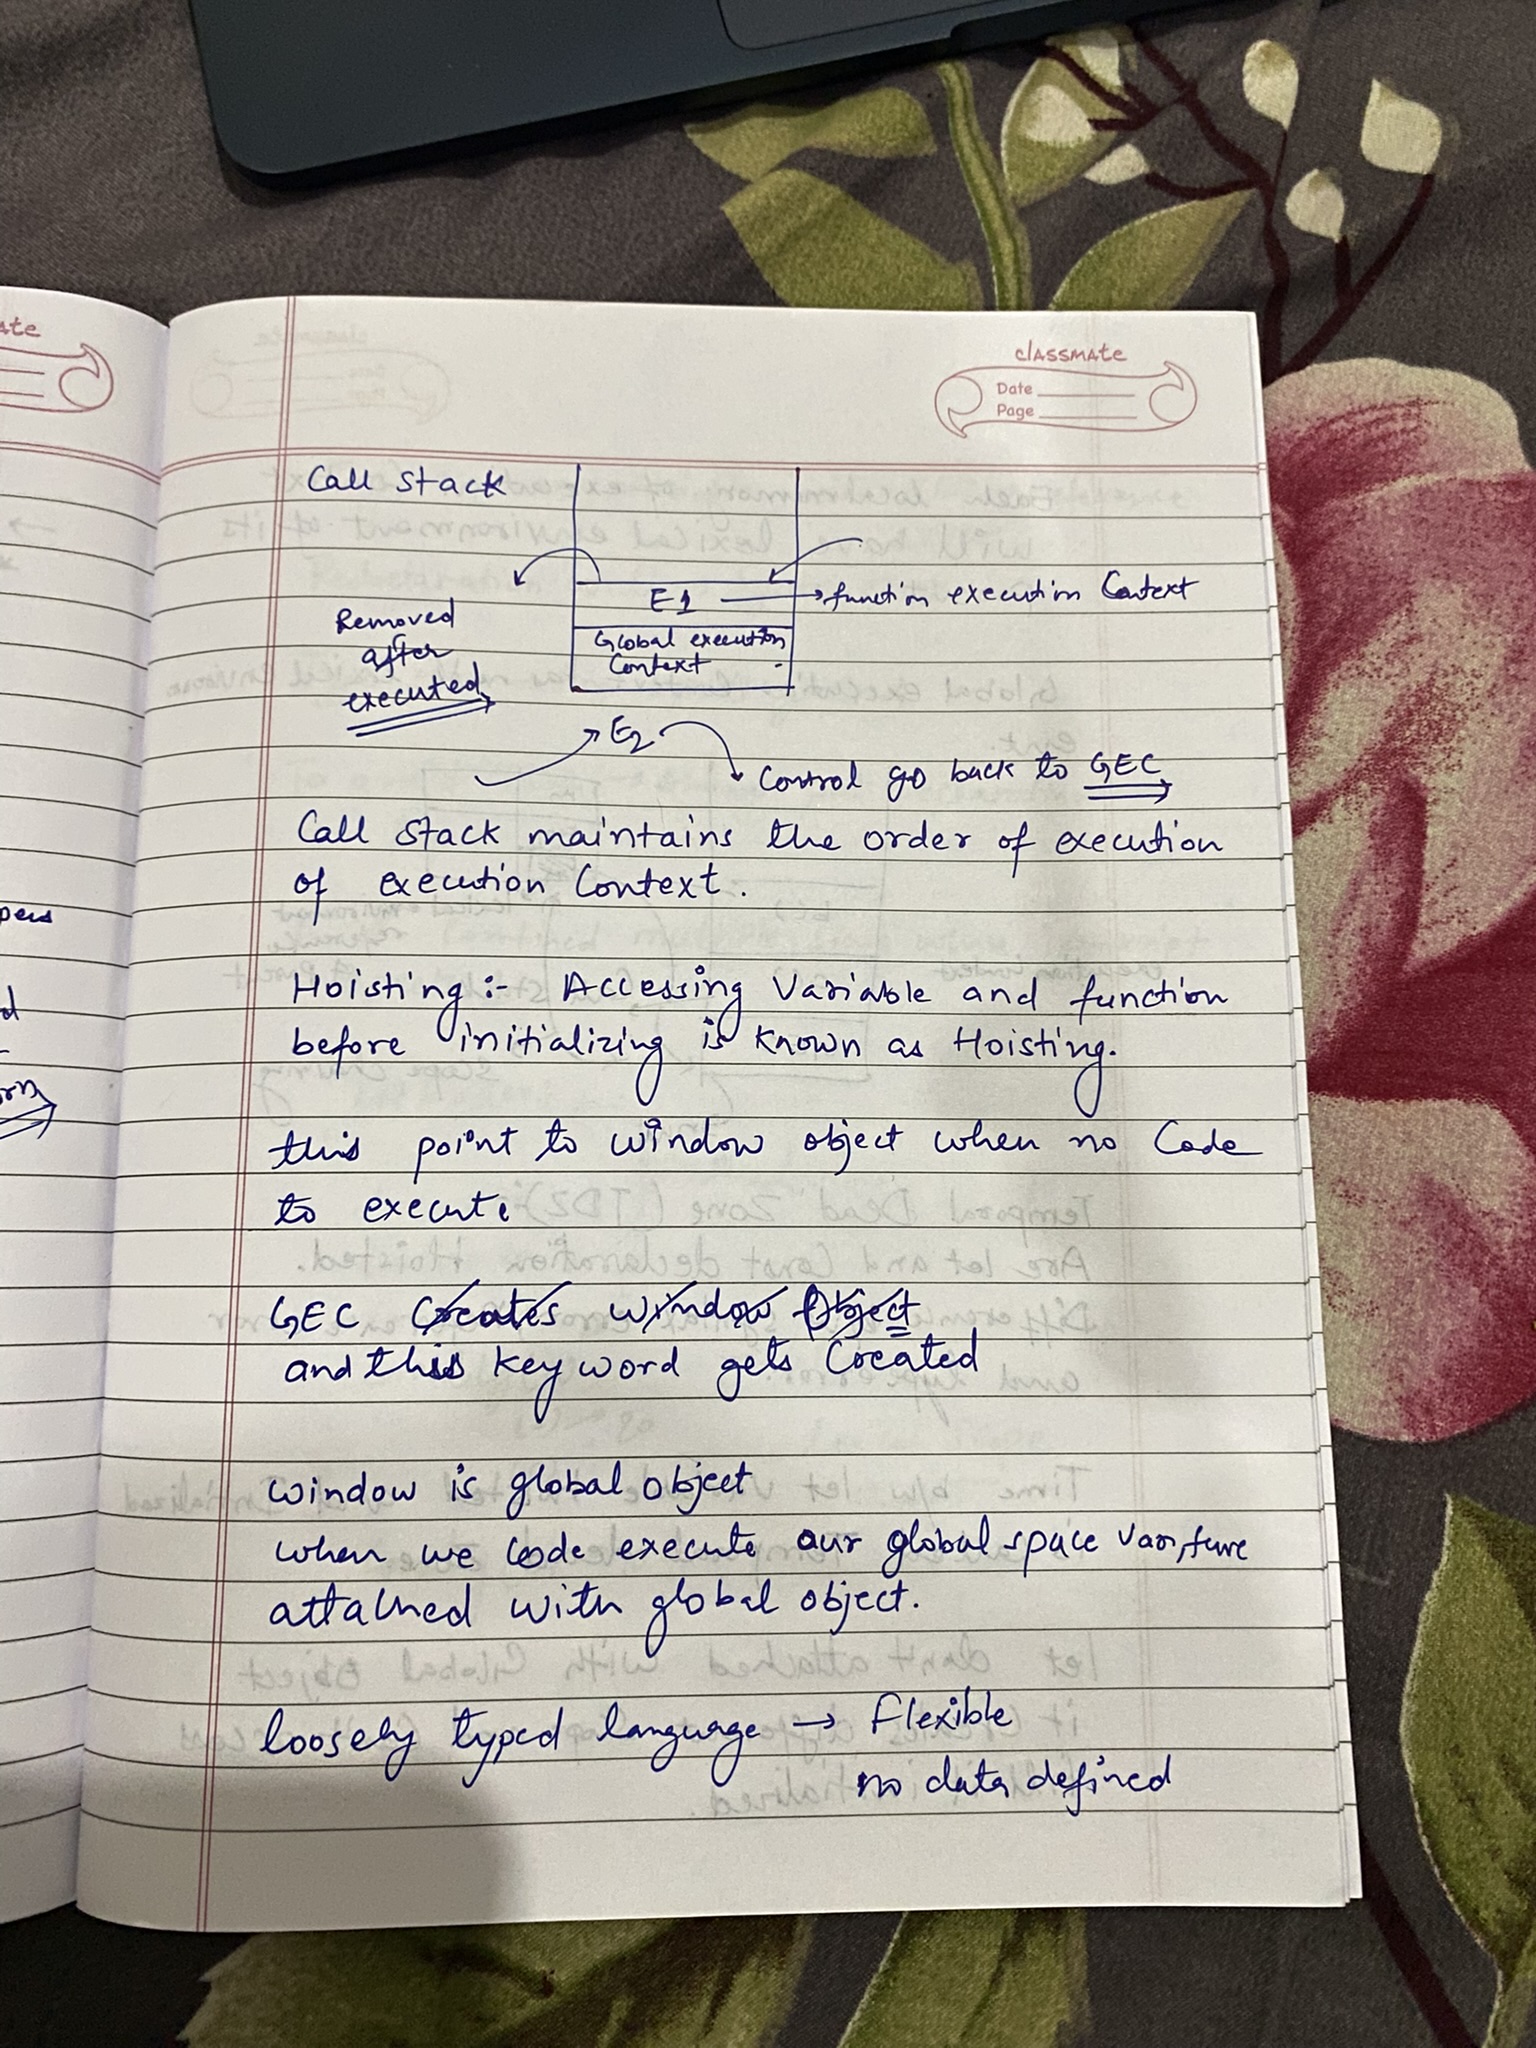 ate
classmate
Date
Page
Call Stack
E1 → function execution Context
Removed
after
executed
Global execution
Context
E2
Control go back to GEC
Call Stack maintains the order of execution
of execution Context.
Hoisting :- Accessing Variable and function
before initializing is known as Hoisting.
this point to window object when no Code
to execute
GEC Creates window Object
and this keyword gets Created
window is global object
when we code execute our global space var, func
attached with global object.
loosely typed language → Flexible
no data defined